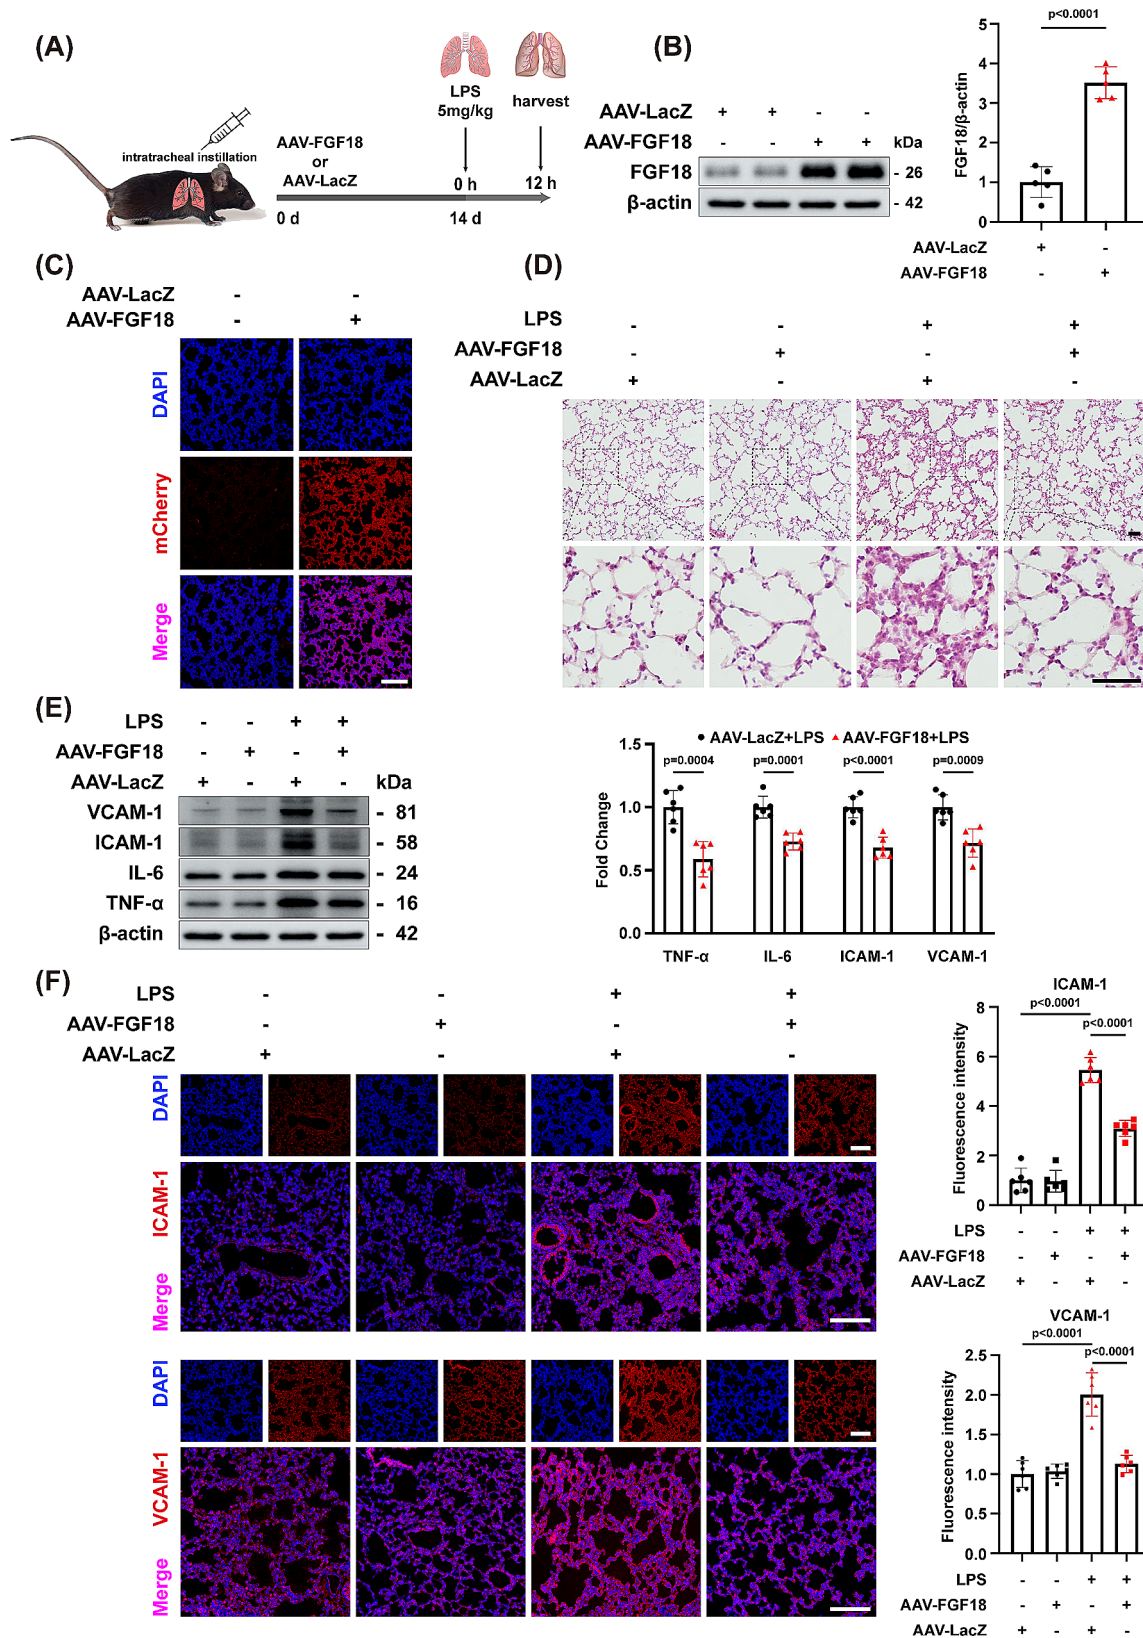 (A)
LPS
5mg/kg
harvest
intratracheal instillation
AAV-FGF18
or
AAV-LacZ
0 h
12 h
0 d
14 d
(B)
AAV-LacZ + + - -
AAV-FGF18 - - + + kDa
FGF18 - 26
β-actin - 42
p<0.0001
FGF18/β-actin
5
4
3
2
1
0
AAV-LacZ + -
AAV-FGF18 - +
(C)
AAV-LacZ - -
AAV-FGF18 - +
DAPI
mCherry
Merge
(D)
LPS - - + +
AAV-FGF18 - + - +
AAV-LacZ + - + -
(E)
LPS - - + +
AAV-FGF18 - + - +
AAV-LacZ + - + - kDa
VCAM-1 - 81
ICAM-1 - 58
IL-6 - 24
TNF-α - 16
β-actin - 42
AAV-LacZ+LPS AAV-FGF18+LPS
p=0.0004 p=0.0001 p<0.0001 p=0.0009
Fold Change
1.5
1.0
0.5
0.0
TNF-α IL-6 ICAM-1 VCAM-1
(F)
LPS - - + +
AAV-FGF18 - + - +
AAV-LacZ + - + -
DAPI
ICAM-1
Merge
DAPI
VCAM-1
Merge
ICAM-1
p<0.0001
p<0.0001
Fluorescence intensity
8
6
4
2
0
LPS - - + +
AAV-FGF18 - + - +
AAV-LacZ + - + -
VCAM-1
p<0.0001
p<0.0001
Fluorescence intensity
2.5
2.0
1.5
1.0
0.5
0.0
LPS - - + +
AAV-FGF18 - + - +
AAV-LacZ + - + -